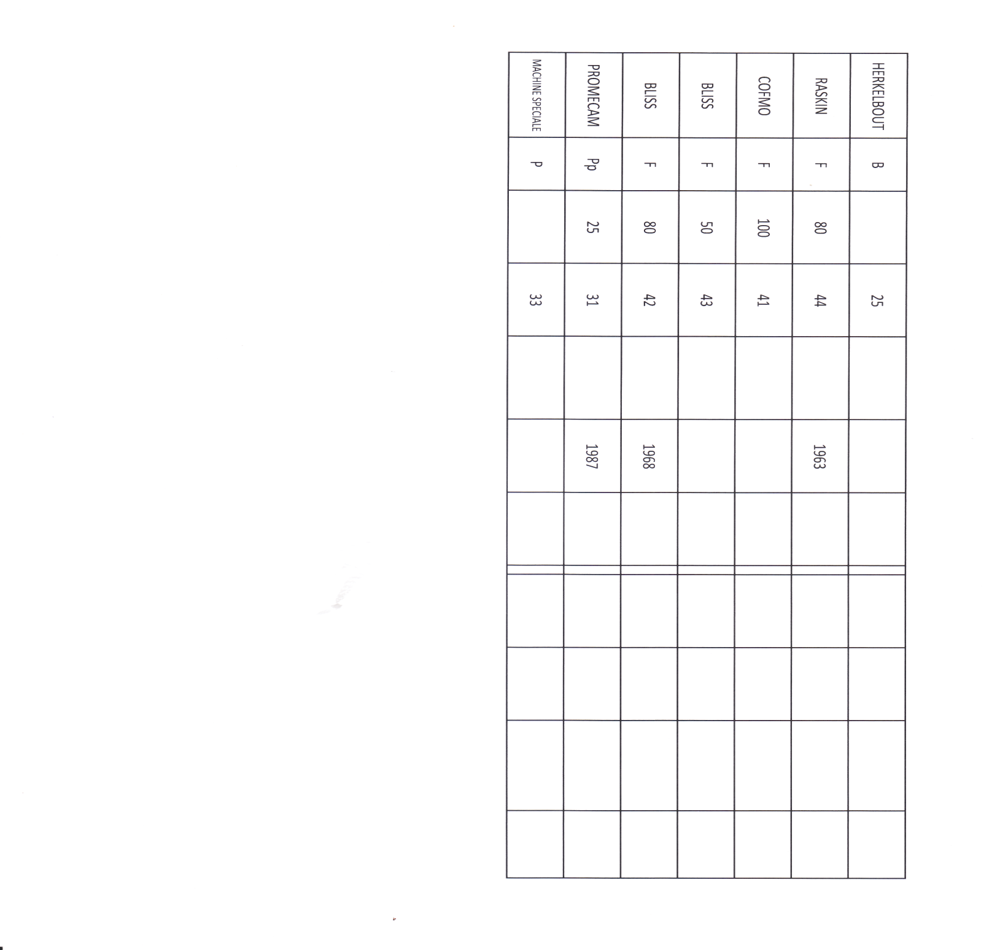 HERKELBOUT B 25
RASKIN F 80 44 1963
COFMO F 100 41
BLISS F 50 43
BLISS F 80 42 1968
PROMECAM Pp 25 31 1987
MACHINE SPECIALE P 33